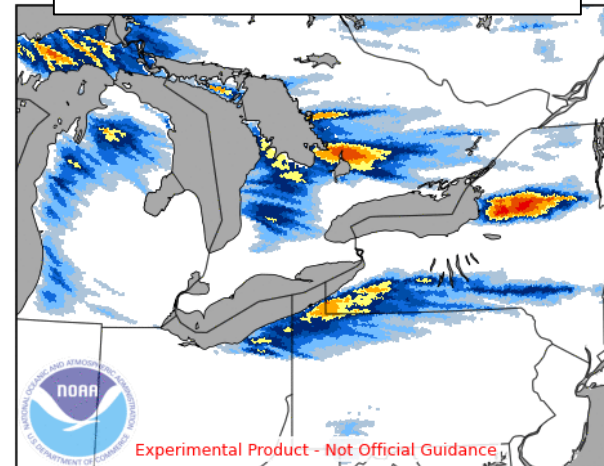 NATIONAL OCEANIC AND ATMOSPHERIC ADMINISTRATION
NOAA
U.S. DEPARTMENT OF COMMERCE
Experimental Product - Not Official Guidance